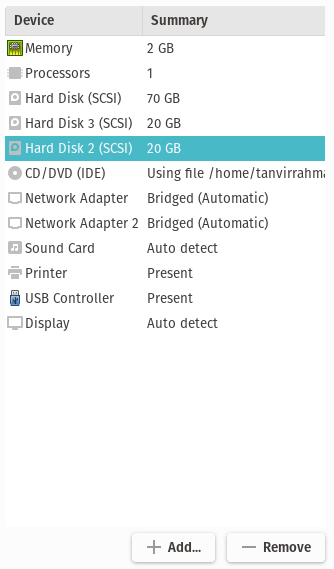 Device Summary
Memory 2 GB
Processors 1
Hard Disk (SCSI) 70 GB
Hard Disk 3 (SCSI) 20 GB
Hard Disk 2 (SCSI) 20 GB
CD/DVD (IDE) Using file /home/tanvirrahma
Network Adapter Bridged (Automatic)
Network Adapter 2 Bridged (Automatic)
Sound Card Auto detect
Printer Present
USB Controller Present
Display Auto detect
Add... Remove